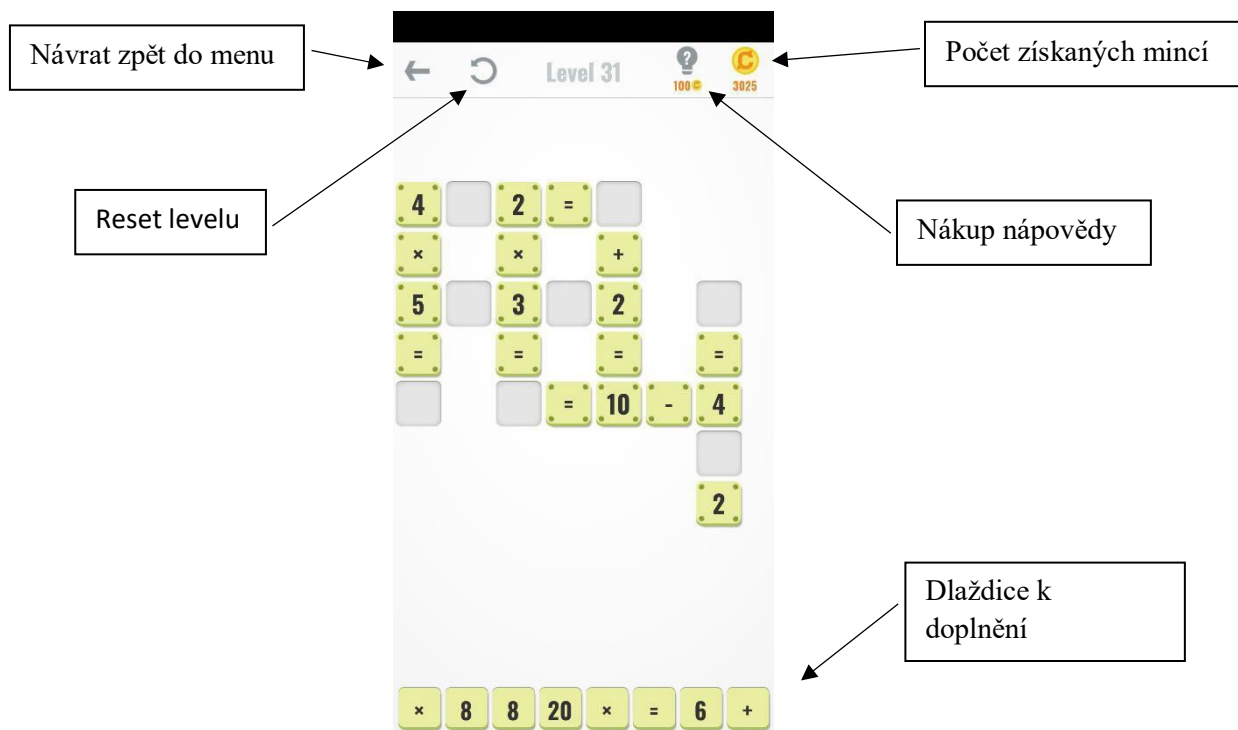 Návrat zpět do menu
Level 31
100
3025
Počet získaných mincí
Reset levelu
Nákup nápovědy
4 2 =
× × +
5 3 2
= = = =
= 10 - 4
2
Dlaždice k
doplnění
× 8 8 20 × = 6 +